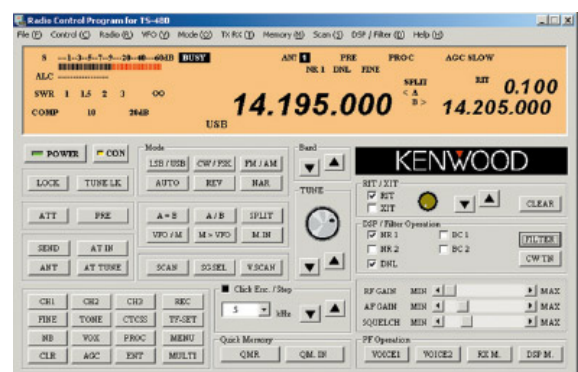 Radio Control Program for TS-480
File (F) Control (C) Radio (R) VFO (V) Mode (O) TX RX (T) Memory (M) Scan (S) DSP / Filter (D) Help (H)
S 1 3 5 7 9 20 40 60dB BUSY ANT 1 PRE PROC AGC SLOW
ALC NR 1 DNL FINE
SWR 1 1.5 2 3 ∞ SPLIT RIT 0.100
< A
COMP 10 20dB USB 14.195.000 B > 14.205.000
POWER CON Mode Band KENWOOD
LSB / USB CW / FSK FM / AM
LOCK TUNE LK AUTO REV NAR TUNE RIT / XIT
RIT
XIT CLEAR
ATT PRE A = B A / B SPLIT DSP / Filter Operation
VFO / M M > VFO M.IN NR 1 BC 1 FILTER
SEND AT IN NR 2 BC 2
ANT AT TUNE SCAN SG.SEL V.SCAN DNL CW TN
CH1 CH2 CH3 REC Click Enc. / Step RF GAIN MIN MAX
FINE TONE CTCSS TF-SET 5 kHz AF GAIN MIN MAX
NB VOX PROC MENU Quick Memory SQUELCH MIN MAX
PF Operation
CLR AGC ENT MULTI QMR QM. IN VOICE1 VOICE2 RX M. DSP M.